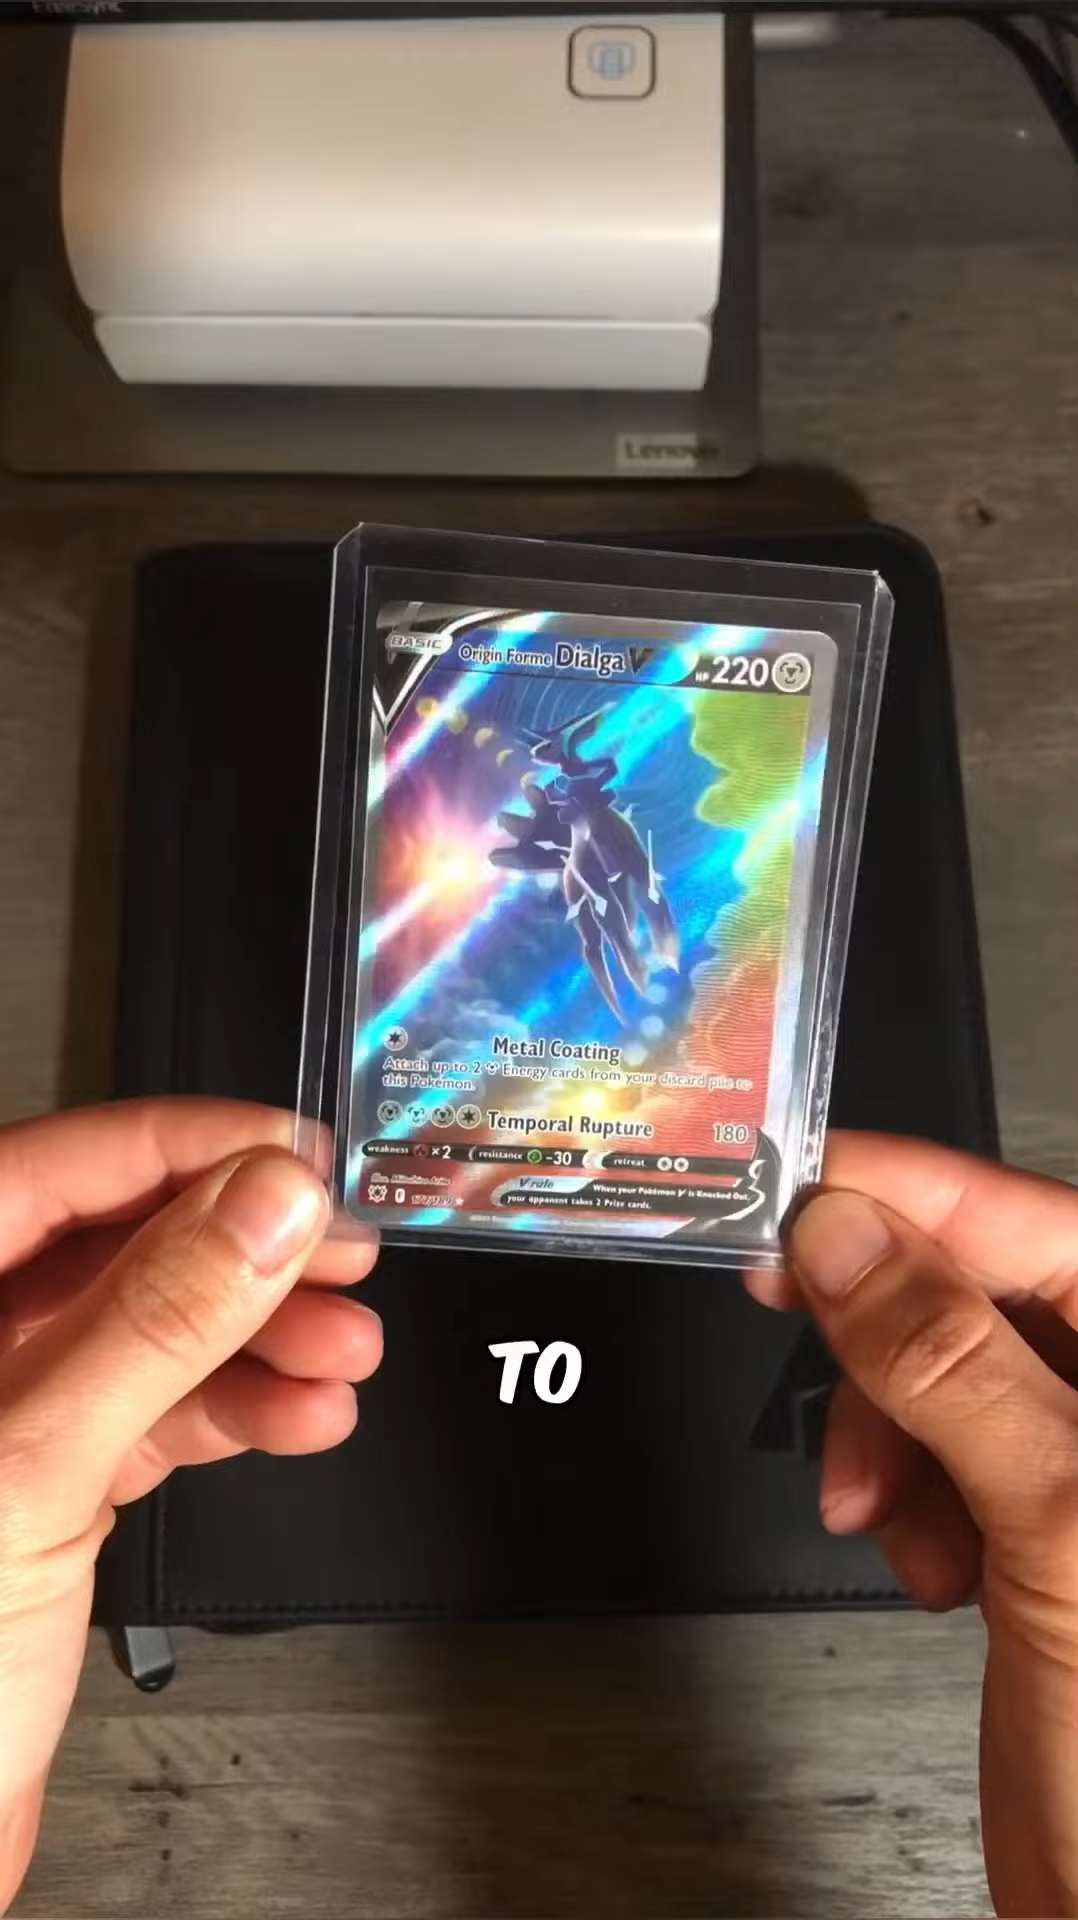 Lenovo
BASIC Origin Forme Dialga V HP 220
Metal Coating
Attach up to 2 Energy cards from your discard pile to
this Pokémon.
Temporal Rupture 180
weakness ×2 resistance -30 retreat
V rule When your Pokémon V is Knocked Out,
your opponent takes 2 Prize cards.
F 177/189
TO